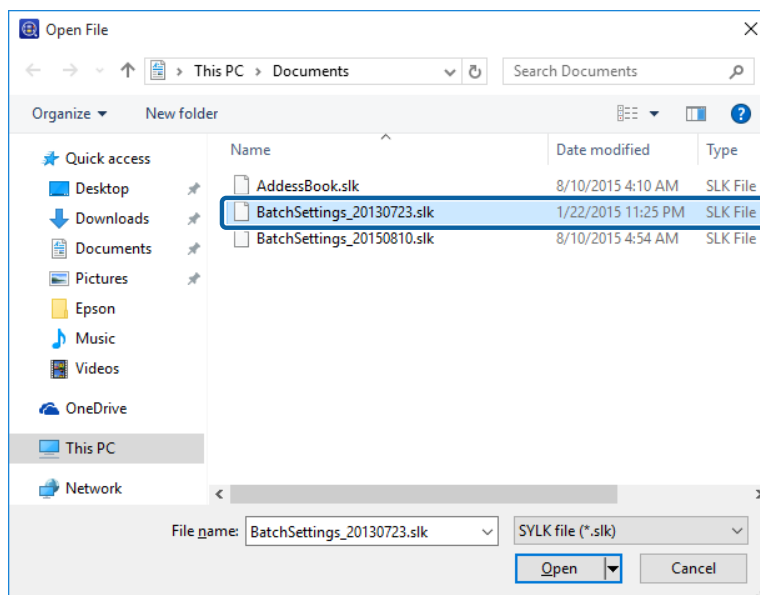 Open File
This PC > Documents
Search Documents
Organize
New folder
Name
Date modified
Type
Quick access
Desktop
Downloads
Documents
Pictures
Epson
Music
Videos
OneDrive
This PC
Network
AddessBook.slk 8/10/2015 4:10 AM SLK File
BatchSettings_20130723.slk 1/22/2015 11:25 PM SLK File
BatchSettings_20150810.slk 8/10/2015 4:54 AM SLK File
File name: BatchSettings_20130723.slk
SYLK file (*.slk)
Open
Cancel